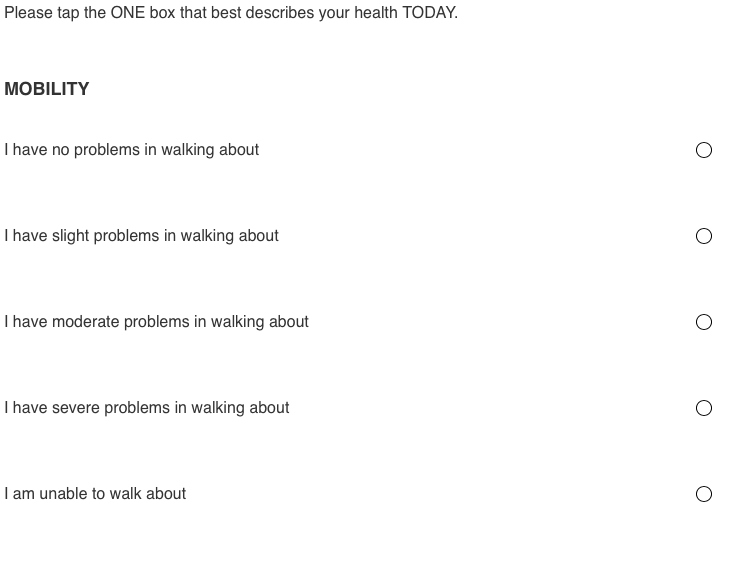 Please tap the ONE box that best describes your health TODAY.
MOBILITY
I have no problems in walking about
I have slight problems in walking about
I have moderate problems in walking about
I have severe problems in walking about
I am unable to walk about